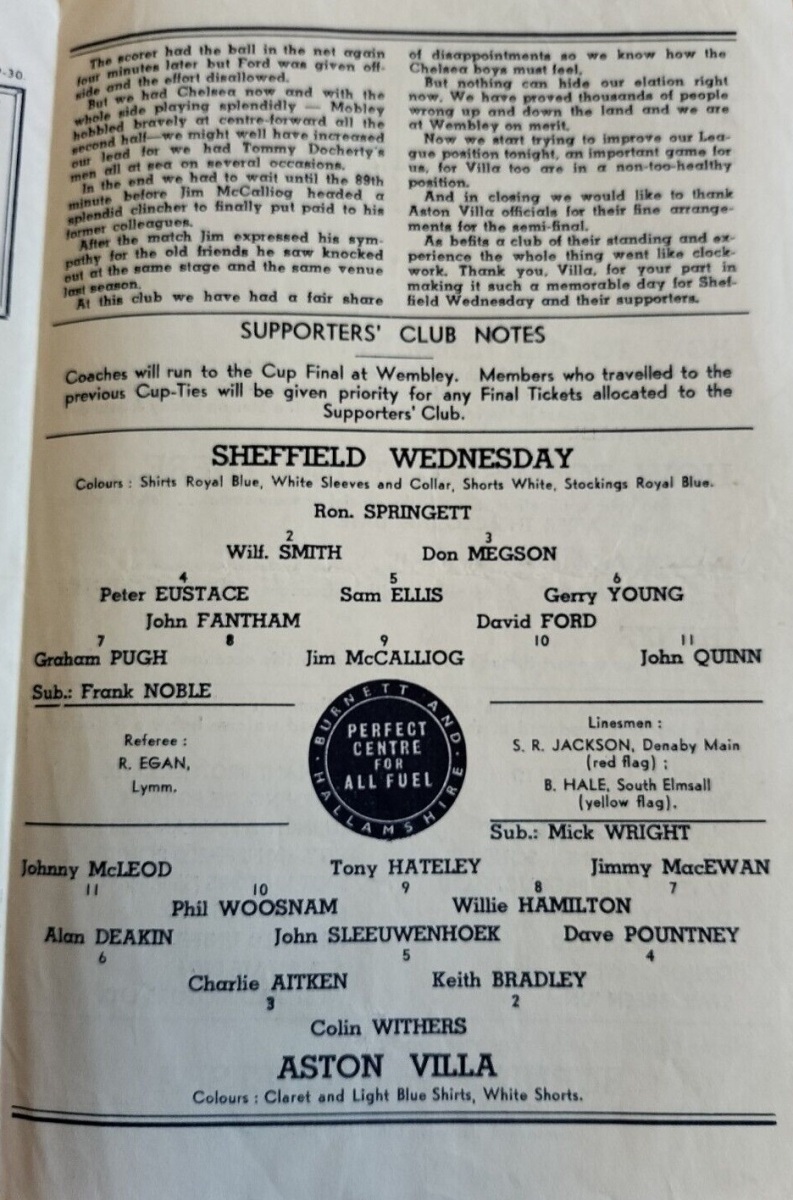 7-30
The scorer had the ball in the net again
four minutes later but Ford was given off-
side and the effort disallowed.
But we had Chelsea now and with the
whole side playing splendidly — Mobley
hobbled bravely at centre-forward all the
second half—we might well have increased
our lead for we had Tommy Docherty's
men all at sea on several occasions.
In the end we had to wait until the 89th
minute before Jim McCalliog headed a
splendid clincher to finally put paid to his
former colleagues.
After the match Jim expressed his sym-
pathy for the old friends he saw knocked
out at the same stage and the same venue
last season.
At this club we have had a fair share
of disappointments so we know how the
Chelsea boys must feel.
But nothing can hide our elation right
now. We have proved thousands of people
wrong up and down the land and we are
at Wembley on merit.
Now we start trying to improve our Lea-
gue position tonight, an important game for
us, for Villa too are in a non-too-healthy
position.
And in closing we would like to thank
Aston Villa officials for their fine arrange-
ments for the semi-final.
As befits a club of their standing and ex-
perience the whole thing went like clock-
work. Thank you, Villa, for your part in
making it such a memorable day for Shef-
field Wednesday and their supporters.
SUPPORTERS' CLUB NOTES
Coaches will run to the Cup Final at Wembley. Members who travelled to the
previous Cup-Ties will be given priority for any Final Tickets allocated to the
Supporters' Club.
SHEFFIELD WEDNESDAY
Colours : Shirts Royal Blue, White Sleeves and Collar, Shorts White, Stockings Royal Blue.
Ron. SPRINGETT
2 3
Wilf. SMITH Don MEGSON
4 5 6
Peter EUSTACE Sam ELLIS Gerry YOUNG
John FANTHAM David FORD
7 8 9 10 11
Graham PUGH Jim McCALLIOG John QUINN
Sub.: Frank NOBLE
Referee :
R. EGAN,
Lymm.
BURNETT AND
PERFECT
CENTRE
FOR
ALL FUEL
HALLAMSHIRE
Linesmen :
S. R. JACKSON, Denaby Main
(red flag) ;
B. HALE, South Elmsall
(yellow flag).
Sub.: Mick WRIGHT
Johnny McLEOD Tony HATELEY Jimmy MacEWAN
11 10 9 8 7
Phil WOOSNAM Willie HAMILTON
Alan DEAKIN John SLEEUWENHOEK Dave POUNTNEY
6 5 4
Charlie AITKEN Keith BRADLEY
3 2
Colin WITHERS
ASTON VILLA
Colours : Claret and Light Blue Shirts, White Shorts.